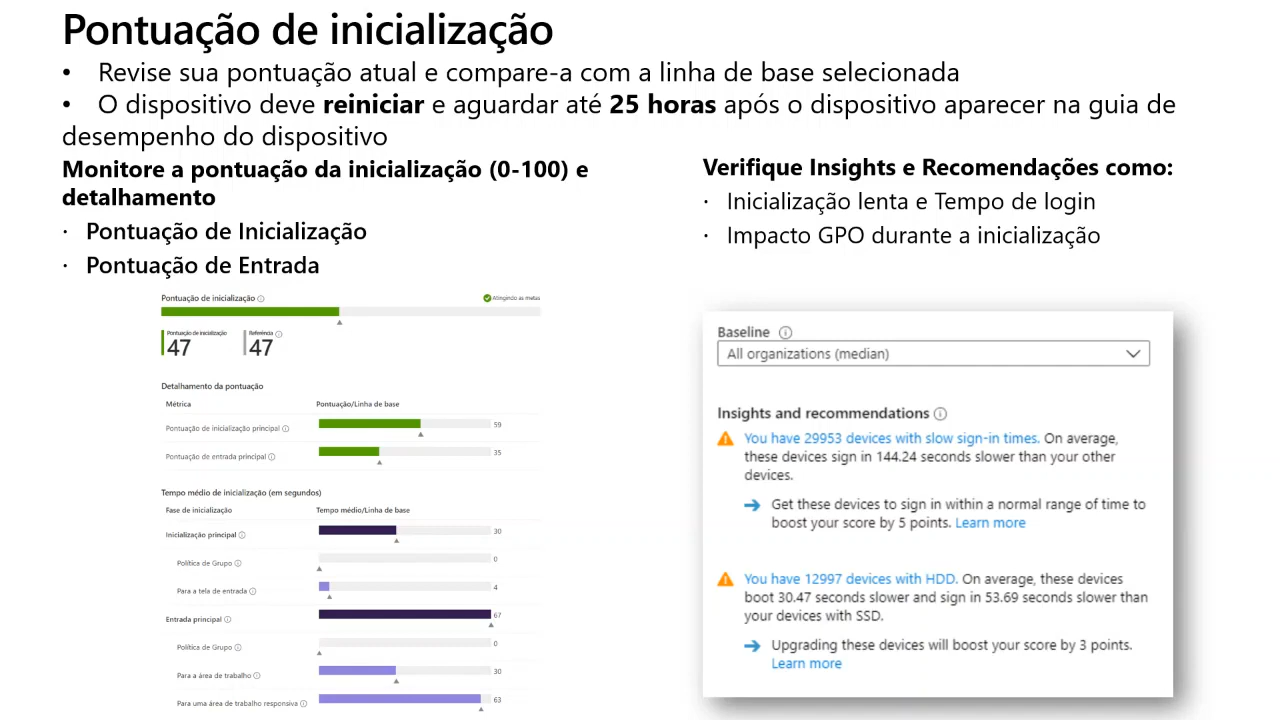 Pontuação de inicialização
• Revise sua pontuação atual e compare-a com a linha de base selecionada
• O dispositivo deve reiniciar e aguardar até 25 horas após o dispositivo aparecer na guia de
desempenho do dispositivo
Monitore a pontuação da inicialização (0-100) e
detalhamento
· Pontuação de Inicialização
· Pontuação de Entrada
Pontuação de inicialização
Atingindo as metas
Pontuação de inicialização
47
Referência
47
Detalhamento da pontuação
Métrica Pontuação/Linha de base
Pontuação de inicialização principal 59
Pontuação de entrada principal 35
Tempo médio de inicialização (em segundos)
Fase de inicialização Tempo médio/Linha de base
Inicialização principal 30
Política de Grupo 0
Para a tela de entrada 4
Entrada principal 67
Política de Grupo 0
Para a área de trabalho 30
Para uma área de trabalho responsiva 63
Verifique Insights e Recomendações como:
· Inicialização lenta e Tempo de login
· Impacto GPO durante a inicialização
Baseline
All organizations (median)
Insights and recommendations
You have 29953 devices with slow sign-in times. On average,
these devices sign in 144.24 seconds slower than your other
devices.
Get these devices to sign in within a normal range of time to
boost your score by 5 points. Learn more
You have 12997 devices with HDD. On average, these devices
boot 30.47 seconds slower and sign in 53.69 seconds slower than
your devices with SSD.
Upgrading these devices will boost your score by 3 points.
Learn more